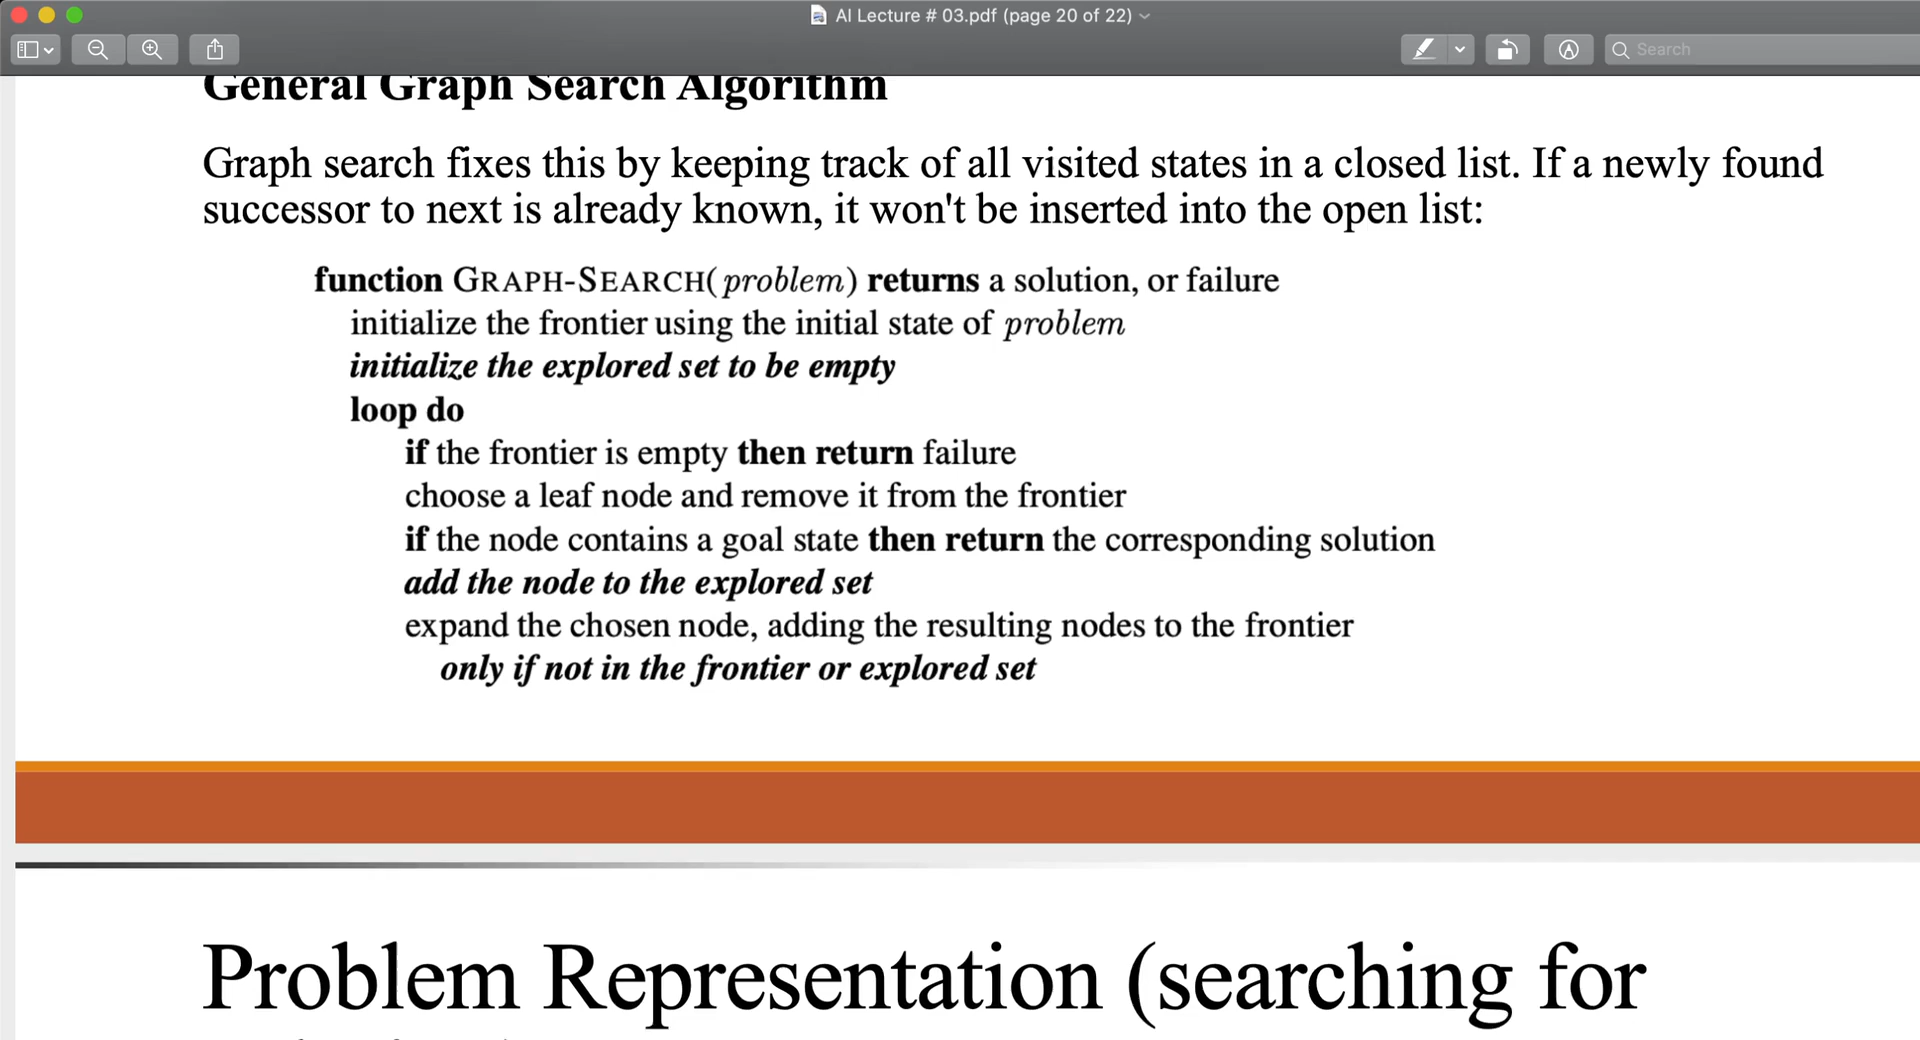 AI Lecture # 03.pdf (page 20 of 22)
Search
General Graph Search Algorithm
Graph search fixes this by keeping track of all visited states in a closed list. If a newly found
successor to next is already known, it won't be inserted into the open list:
function GRAPH-SEARCH(problem) returns a solution, or failure
initialize the frontier using the initial state of problem
initialize the explored set to be empty
loop do
if the frontier is empty then return failure
choose a leaf node and remove it from the frontier
if the node contains a goal state then return the corresponding solution
add the node to the explored set
expand the chosen node, adding the resulting nodes to the frontier
only if not in the frontier or explored set
Problem Representation (searching for